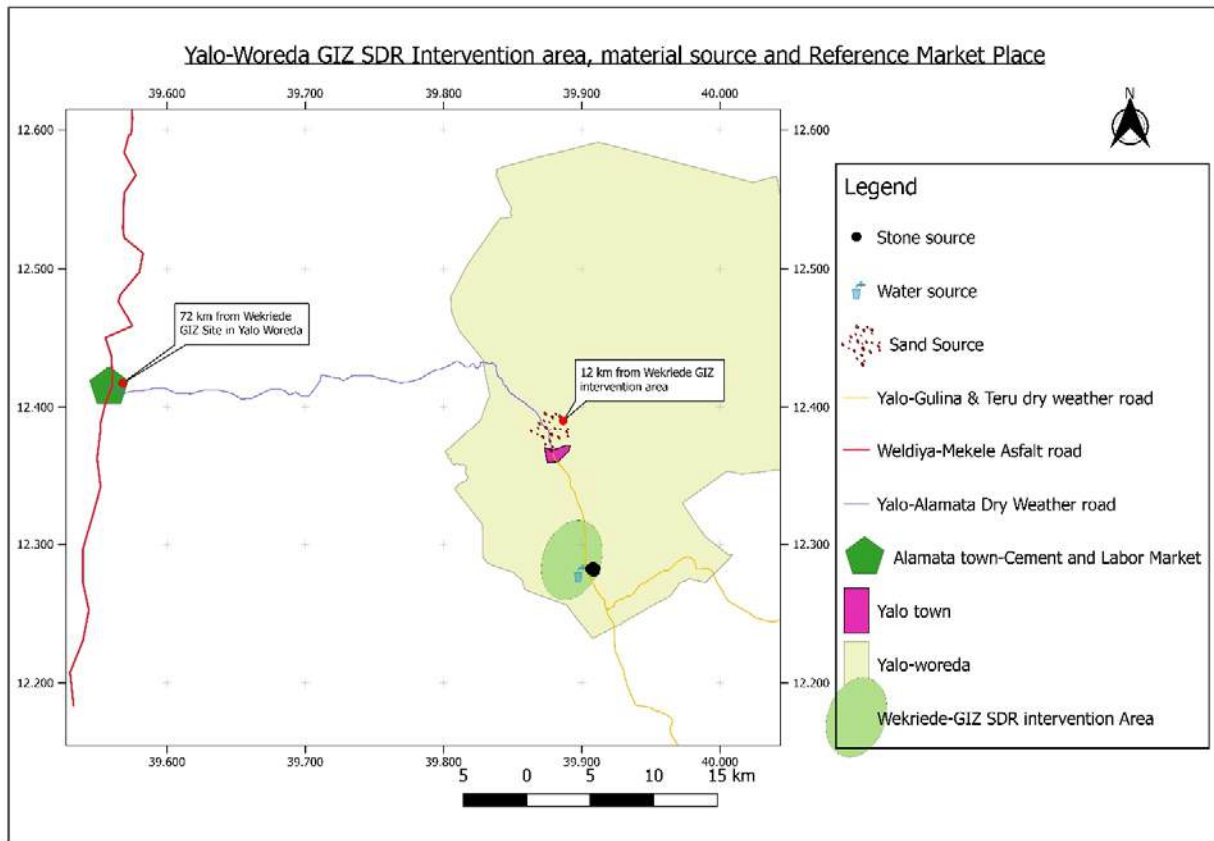 Yalo-Woreda GIZ SDR Intervention area, material source and Reference Market Place
39.600 39.700 39.800 39.900 40.000
N
12.600 12.600
12.500 12.500
12.400 12.400
12.300 12.300
12.200 12.200
72 km from Wekriede
GIZ Site in Yalo Woreda
12 km from Wekriede GIZ
intervention area
39.600 39.700 39.800 39.900 40.000
5 0 5 10 15 km
Legend
Stone source
Water source
Sand Source
Yalo-Gulina & Teru dry weather road
Weldiya-Mekele Asfalt road
Yalo-Alamata Dry Weather road
Alamata town-Cement and Labor Market
Yalo town
Yalo-woreda
Wekriede-GIZ SDR intervention Area